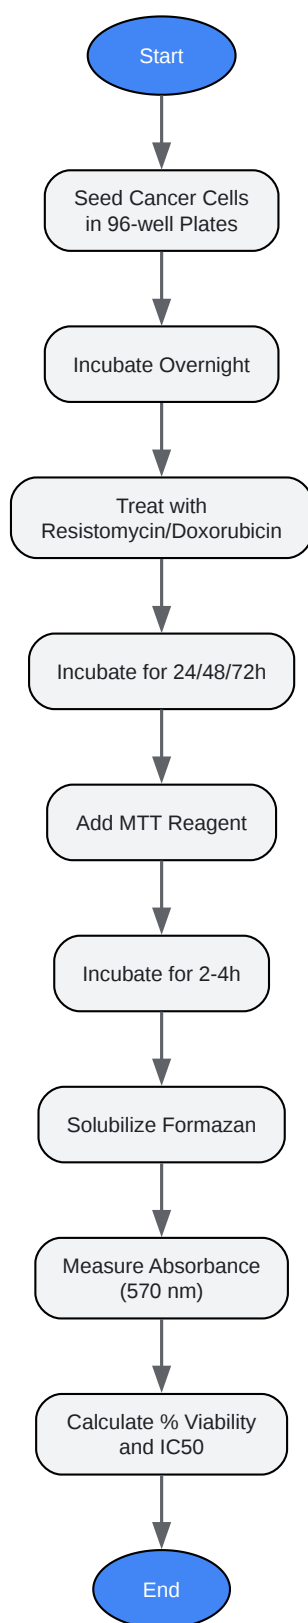 Start
Seed Cancer Cells
in 96-well Plates
Incubate Overnight
Treat with
Resistomycin/Doxorubicin
Incubate for 24/48/72h
Add MTT Reagent
Incubate for 2-4h
Solubilize Formazan
Measure Absorbance
(570 nm)
Calculate % Viability
and IC50
End